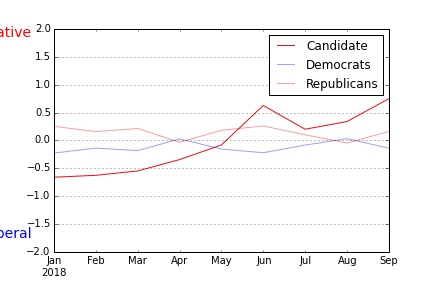 ative
2.0
1.5
1.0
0.5
0.0
−0.5
−1.0
−1.5
−2.0
beral
Candidate
Democrats
Republicans
Jan Feb Mar Apr May Jun Jul Aug Sep
2018